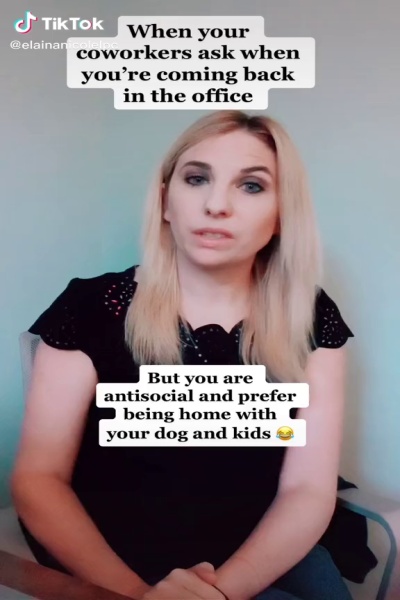 TikTok
When your
coworkers ask when
you're coming back
in the office
But you are
antisocial and prefer
being home with
your dog and kids 😂